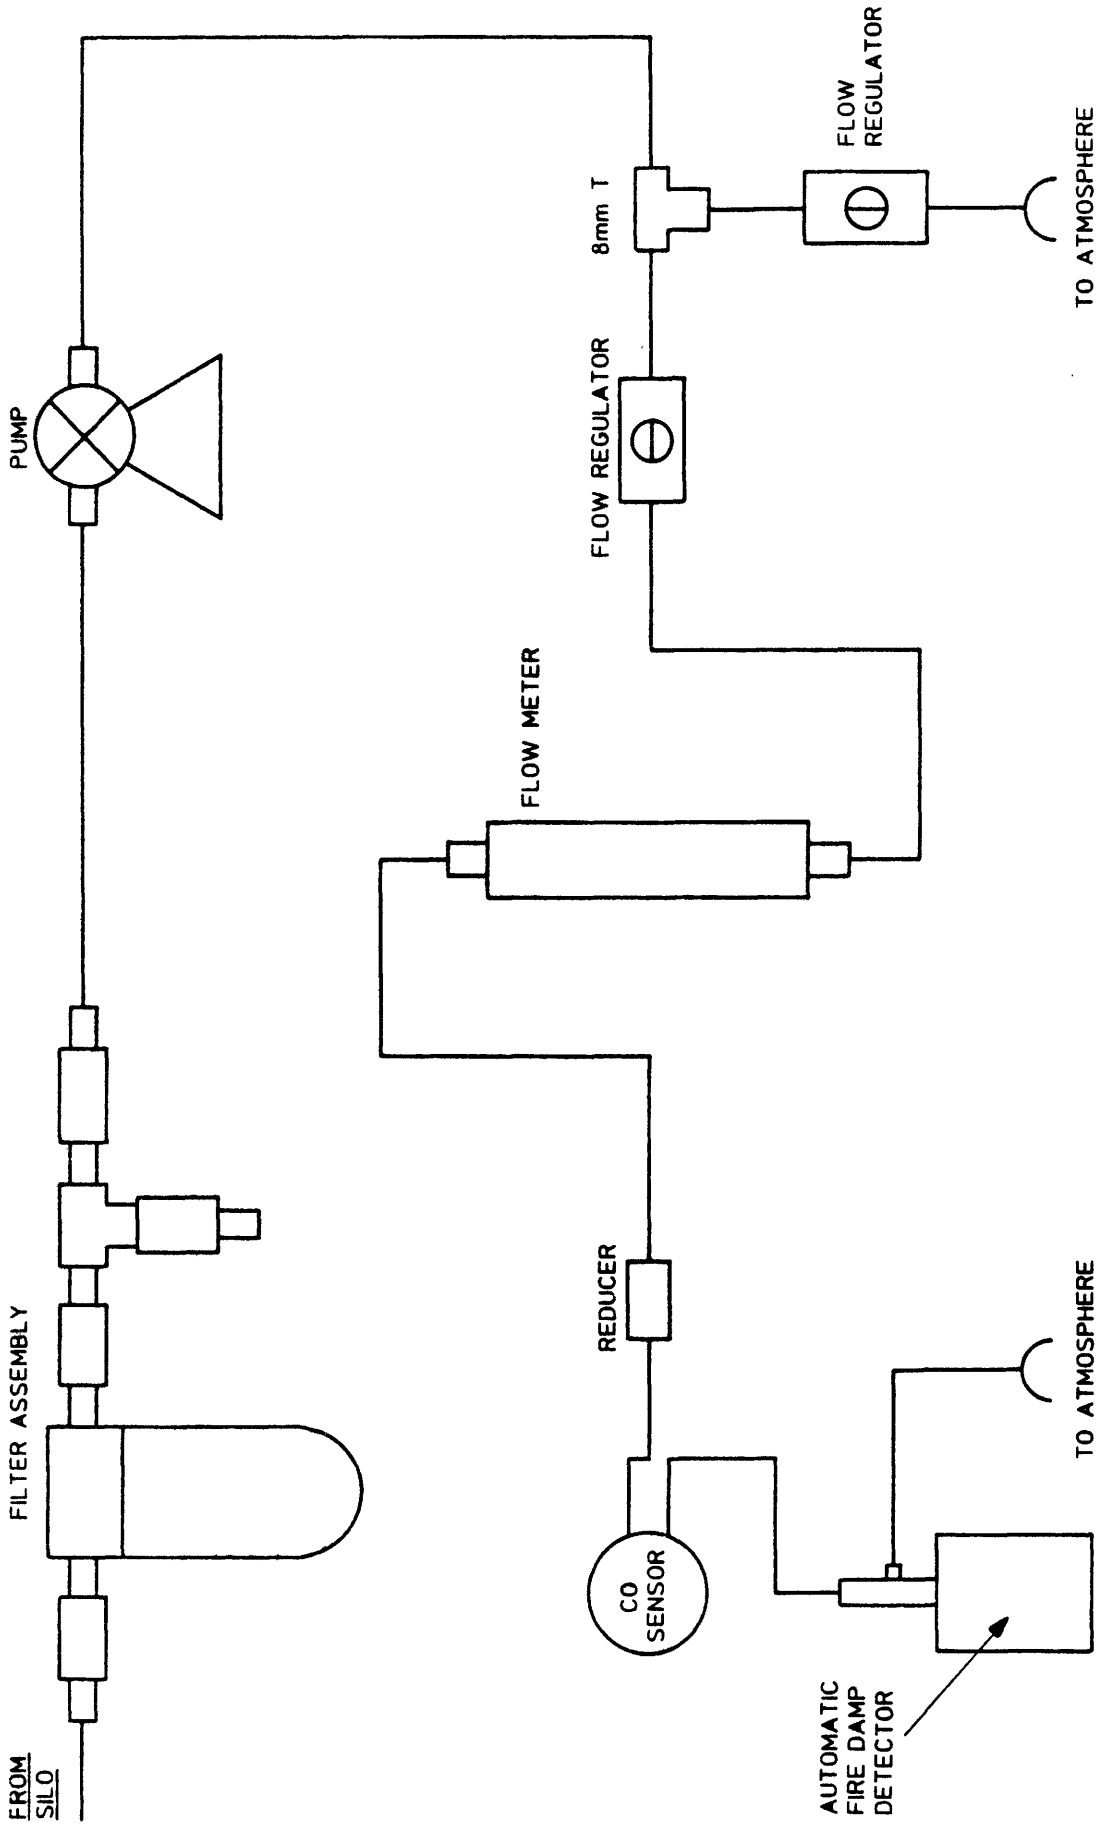 FROM
SILO
FILTER ASSEMBLY
PUMP
8mm T
FLOW REGULATOR
FLOW
REGULATOR
TO ATMOSPHERE
FLOW METER
REDUCER
CO
SENSOR
AUTOMATIC
FIRE DAMP
DETECTOR
TO ATMOSPHERE